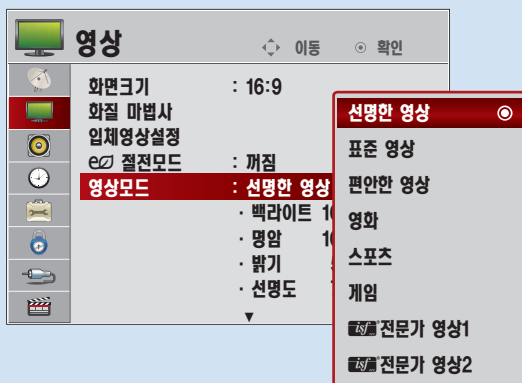 영상 이동 확인
화면크기 : 16:9
화질 마법사
입체영상설정
절전모드 : 꺼짐
영상모드 : 선명한 영상
· 백라이트
· 명암
· 밝기
· 선명도
선명한 영상
표준 영상
편안한 영상
영화
스포츠
게임
isf 전문가 영상1
isf 전문가 영상2